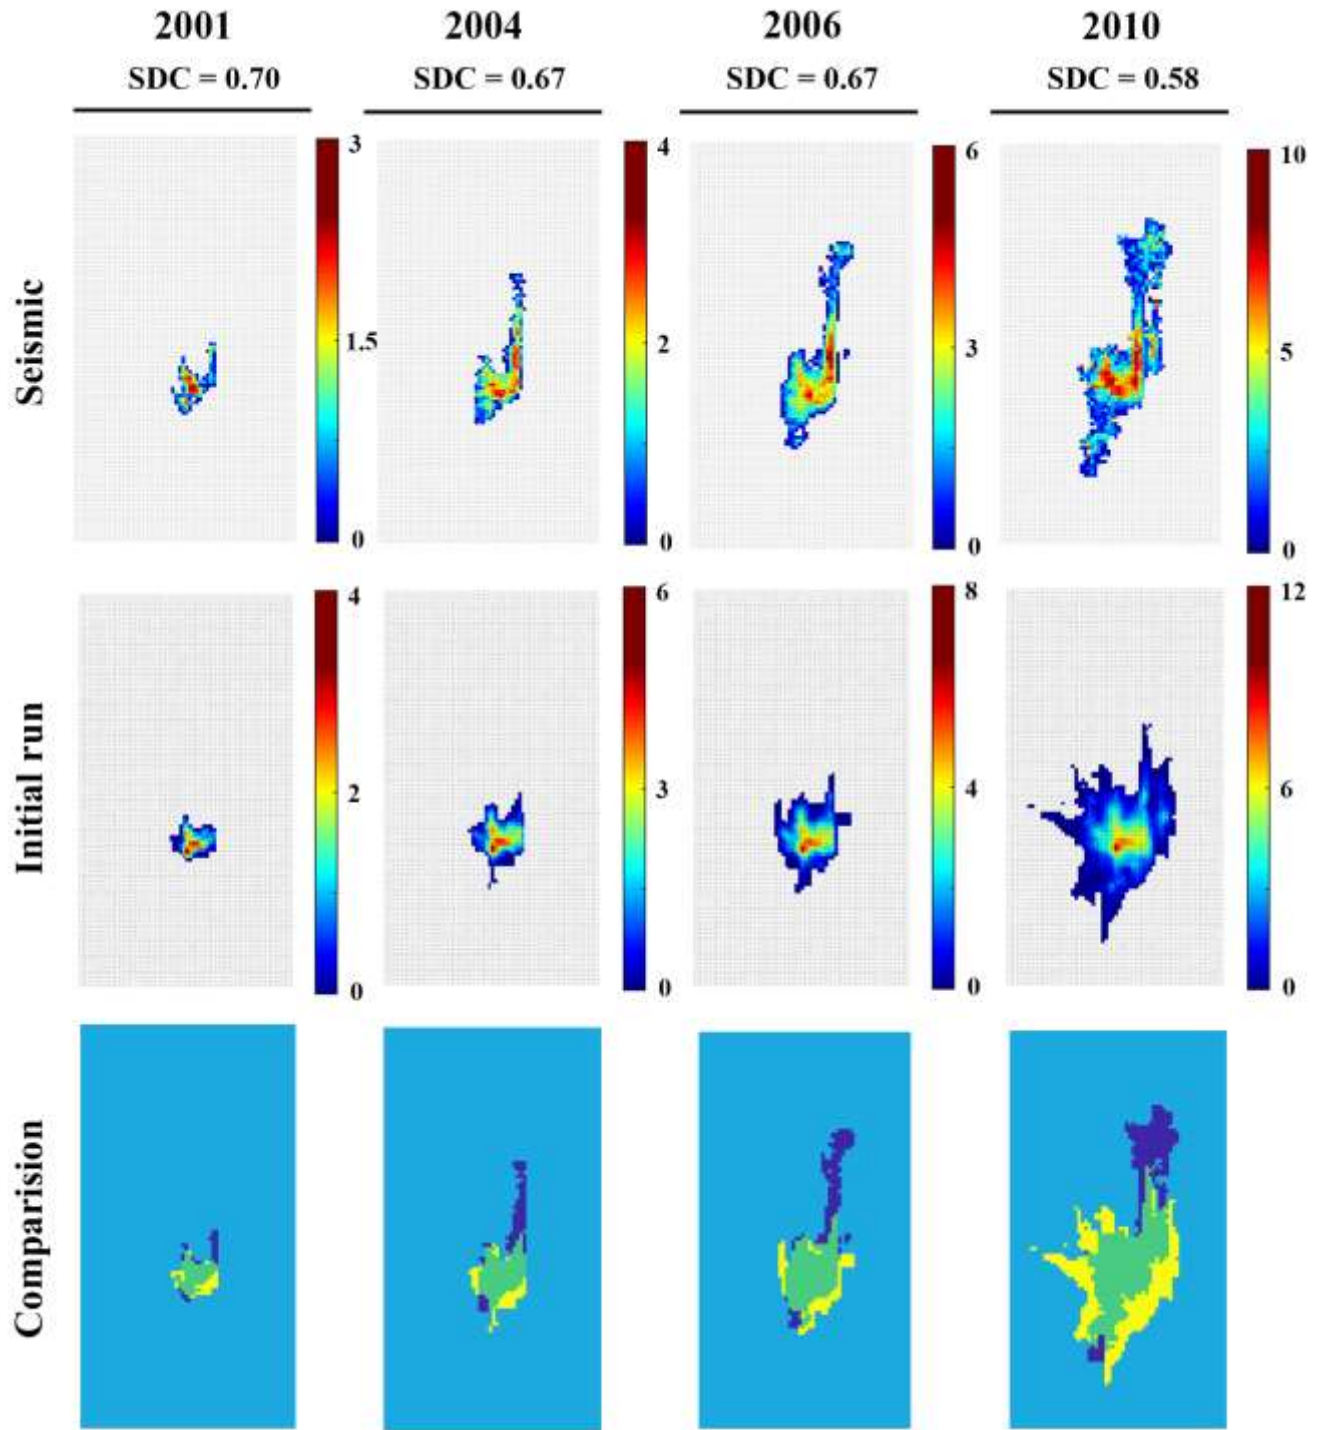 2001 2004 2006 2010
SDC = 0.70 SDC = 0.67 SDC = 0.67 SDC = 0.58
Seismic
3 4 6 10
1.5 2 3 5
0 0 0 0
Initial run
4 6 8 12
2 3 4 6
0 0 0 0
Comparision